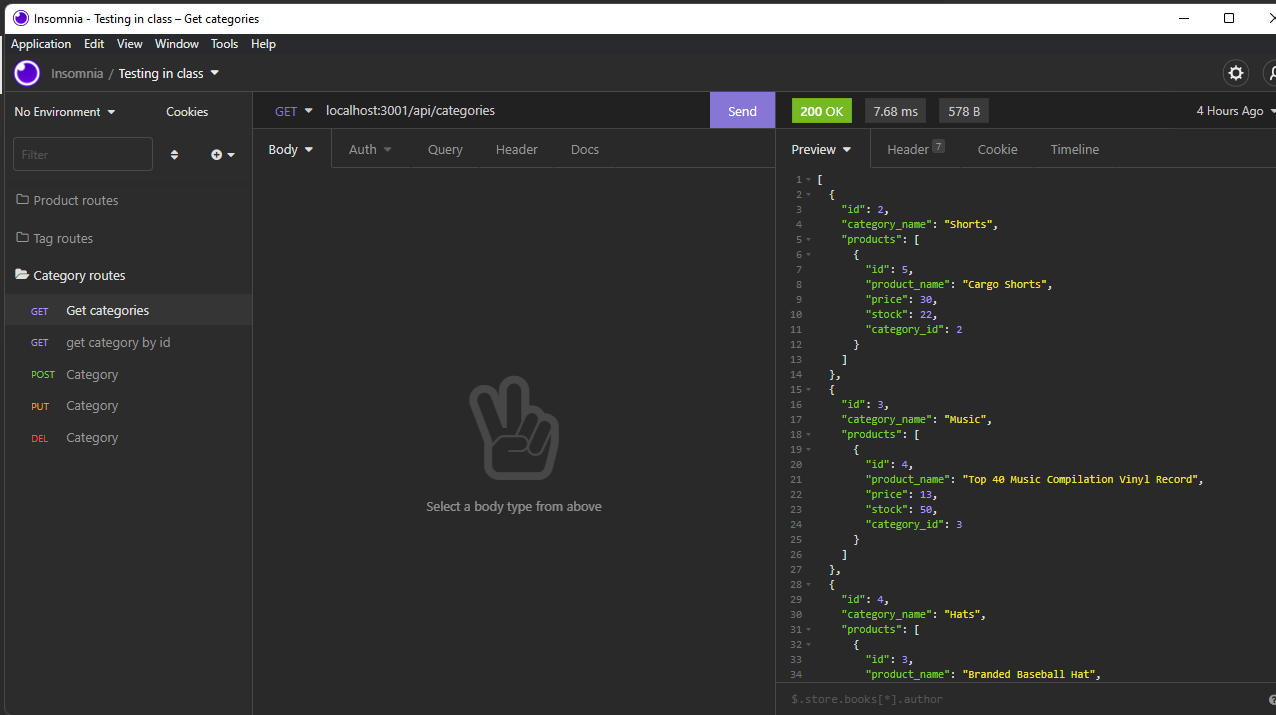 Insomnia - Testing in class – Get categories
Application Edit View Window Tools Help
Insomnia / Testing in class
No Environment Cookies
Filter
Product routes
Tag routes
Category routes
GET Get categories
GET get category by id
POST Category
PUT Category
DEL Category
GET localhost:3001/api/categories Send
Body Auth Query Header Docs
Select a body type from above
200 OK 7.68 ms 578 B 4 Hours Ago
Preview Header 7 Cookie Timeline
1 [
2 {
3 "id": 2,
4 "category_name": "Shorts",
5 "products": [
6 {
7 "id": 5,
8 "product_name": "Cargo Shorts",
9 "price": 30,
10 "stock": 22,
11 "category_id": 2
12 }
13 ]
14 },
15 {
16 "id": 3,
17 "category_name": "Music",
18 "products": [
19 {
20 "id": 4,
21 "product_name": "Top 40 Music Compilation Vinyl Record",
22 "price": 13,
23 "stock": 50,
24 "category_id": 3
25 }
26 ]
27 },
28 {
29 "id": 4,
30 "category_name": "Hats",
31 "products": [
32 {
33 "id": 3,
34 "product_name": "Branded Baseball Hat",
$.store.books[*].author